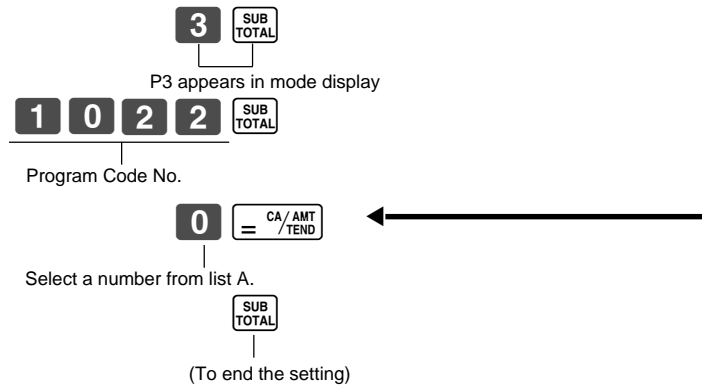 3 SUB TOTAL
P3 appears in mode display
1 0 2 2 SUB TOTAL
Program Code No.
0 = CA/AMT /TEND
Select a number from list A.
SUB TOTAL
(To end the setting)